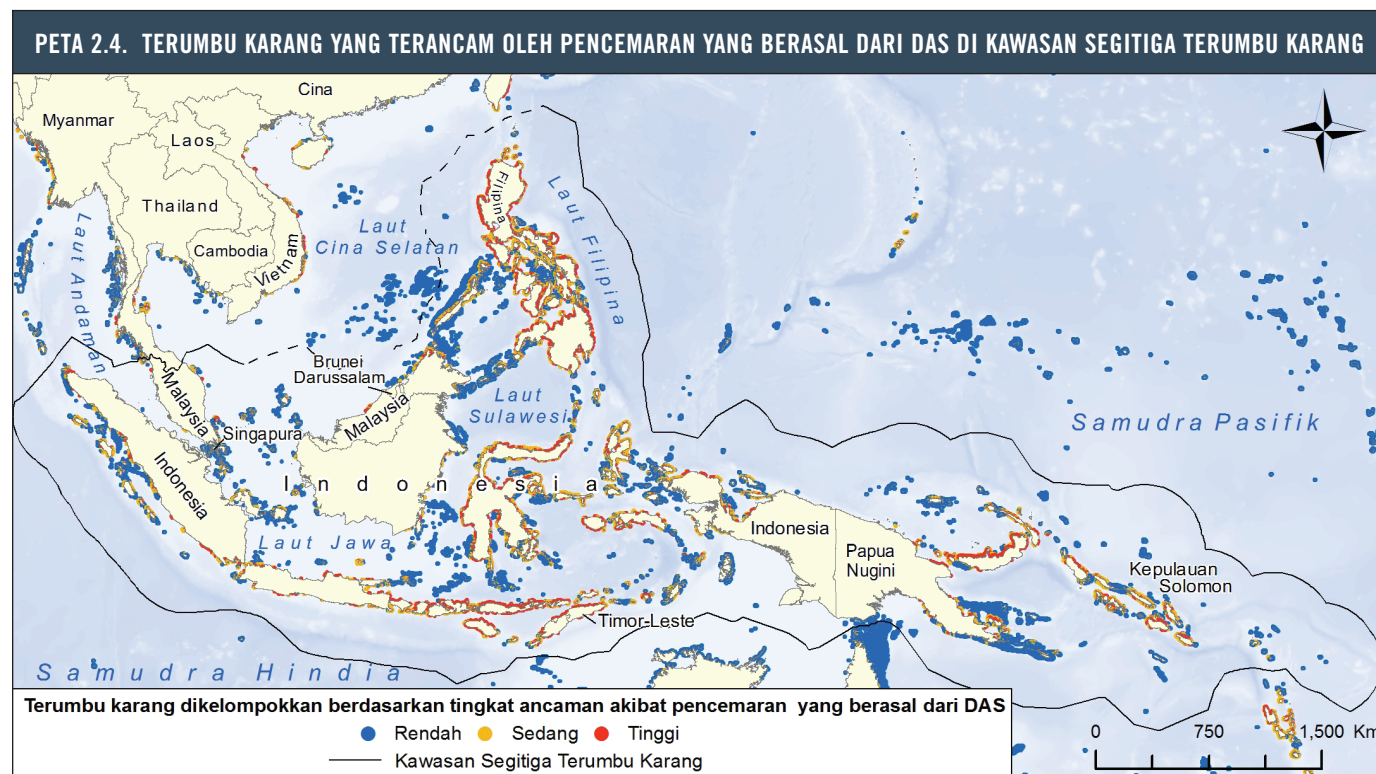 PETA 2.4. TERUMBU KARANG YANG TERANCAM OLEH PENCEMARAN YANG BERASAL DARI DAS DI KAWASAN SEGITIGA TERUMBU KARANG
Cina
Myanmar
Laos
Thailand
Cambodia
Vietnam
Filipina
Laut Filipina
Laut
Cina Selatan
Laut Andaman
Brunei
Darussalam
Malaysia
Malaysia
Singapura
Laut
Sulawesi
Samudra Pasifik
Indonesia
Indonesia
Indonesia
Papua
Nugini
Laut Jawa
Kepulauan
Solomon
Timor-Leste
Samudra Hindia
Terumbu karang dikelompokkan berdasarkan tingkat ancaman akibat pencemaran yang berasal dari DAS
Rendah Sedang Tinggi
Kawasan Segitiga Terumbu Karang
0 750 1,500 Km